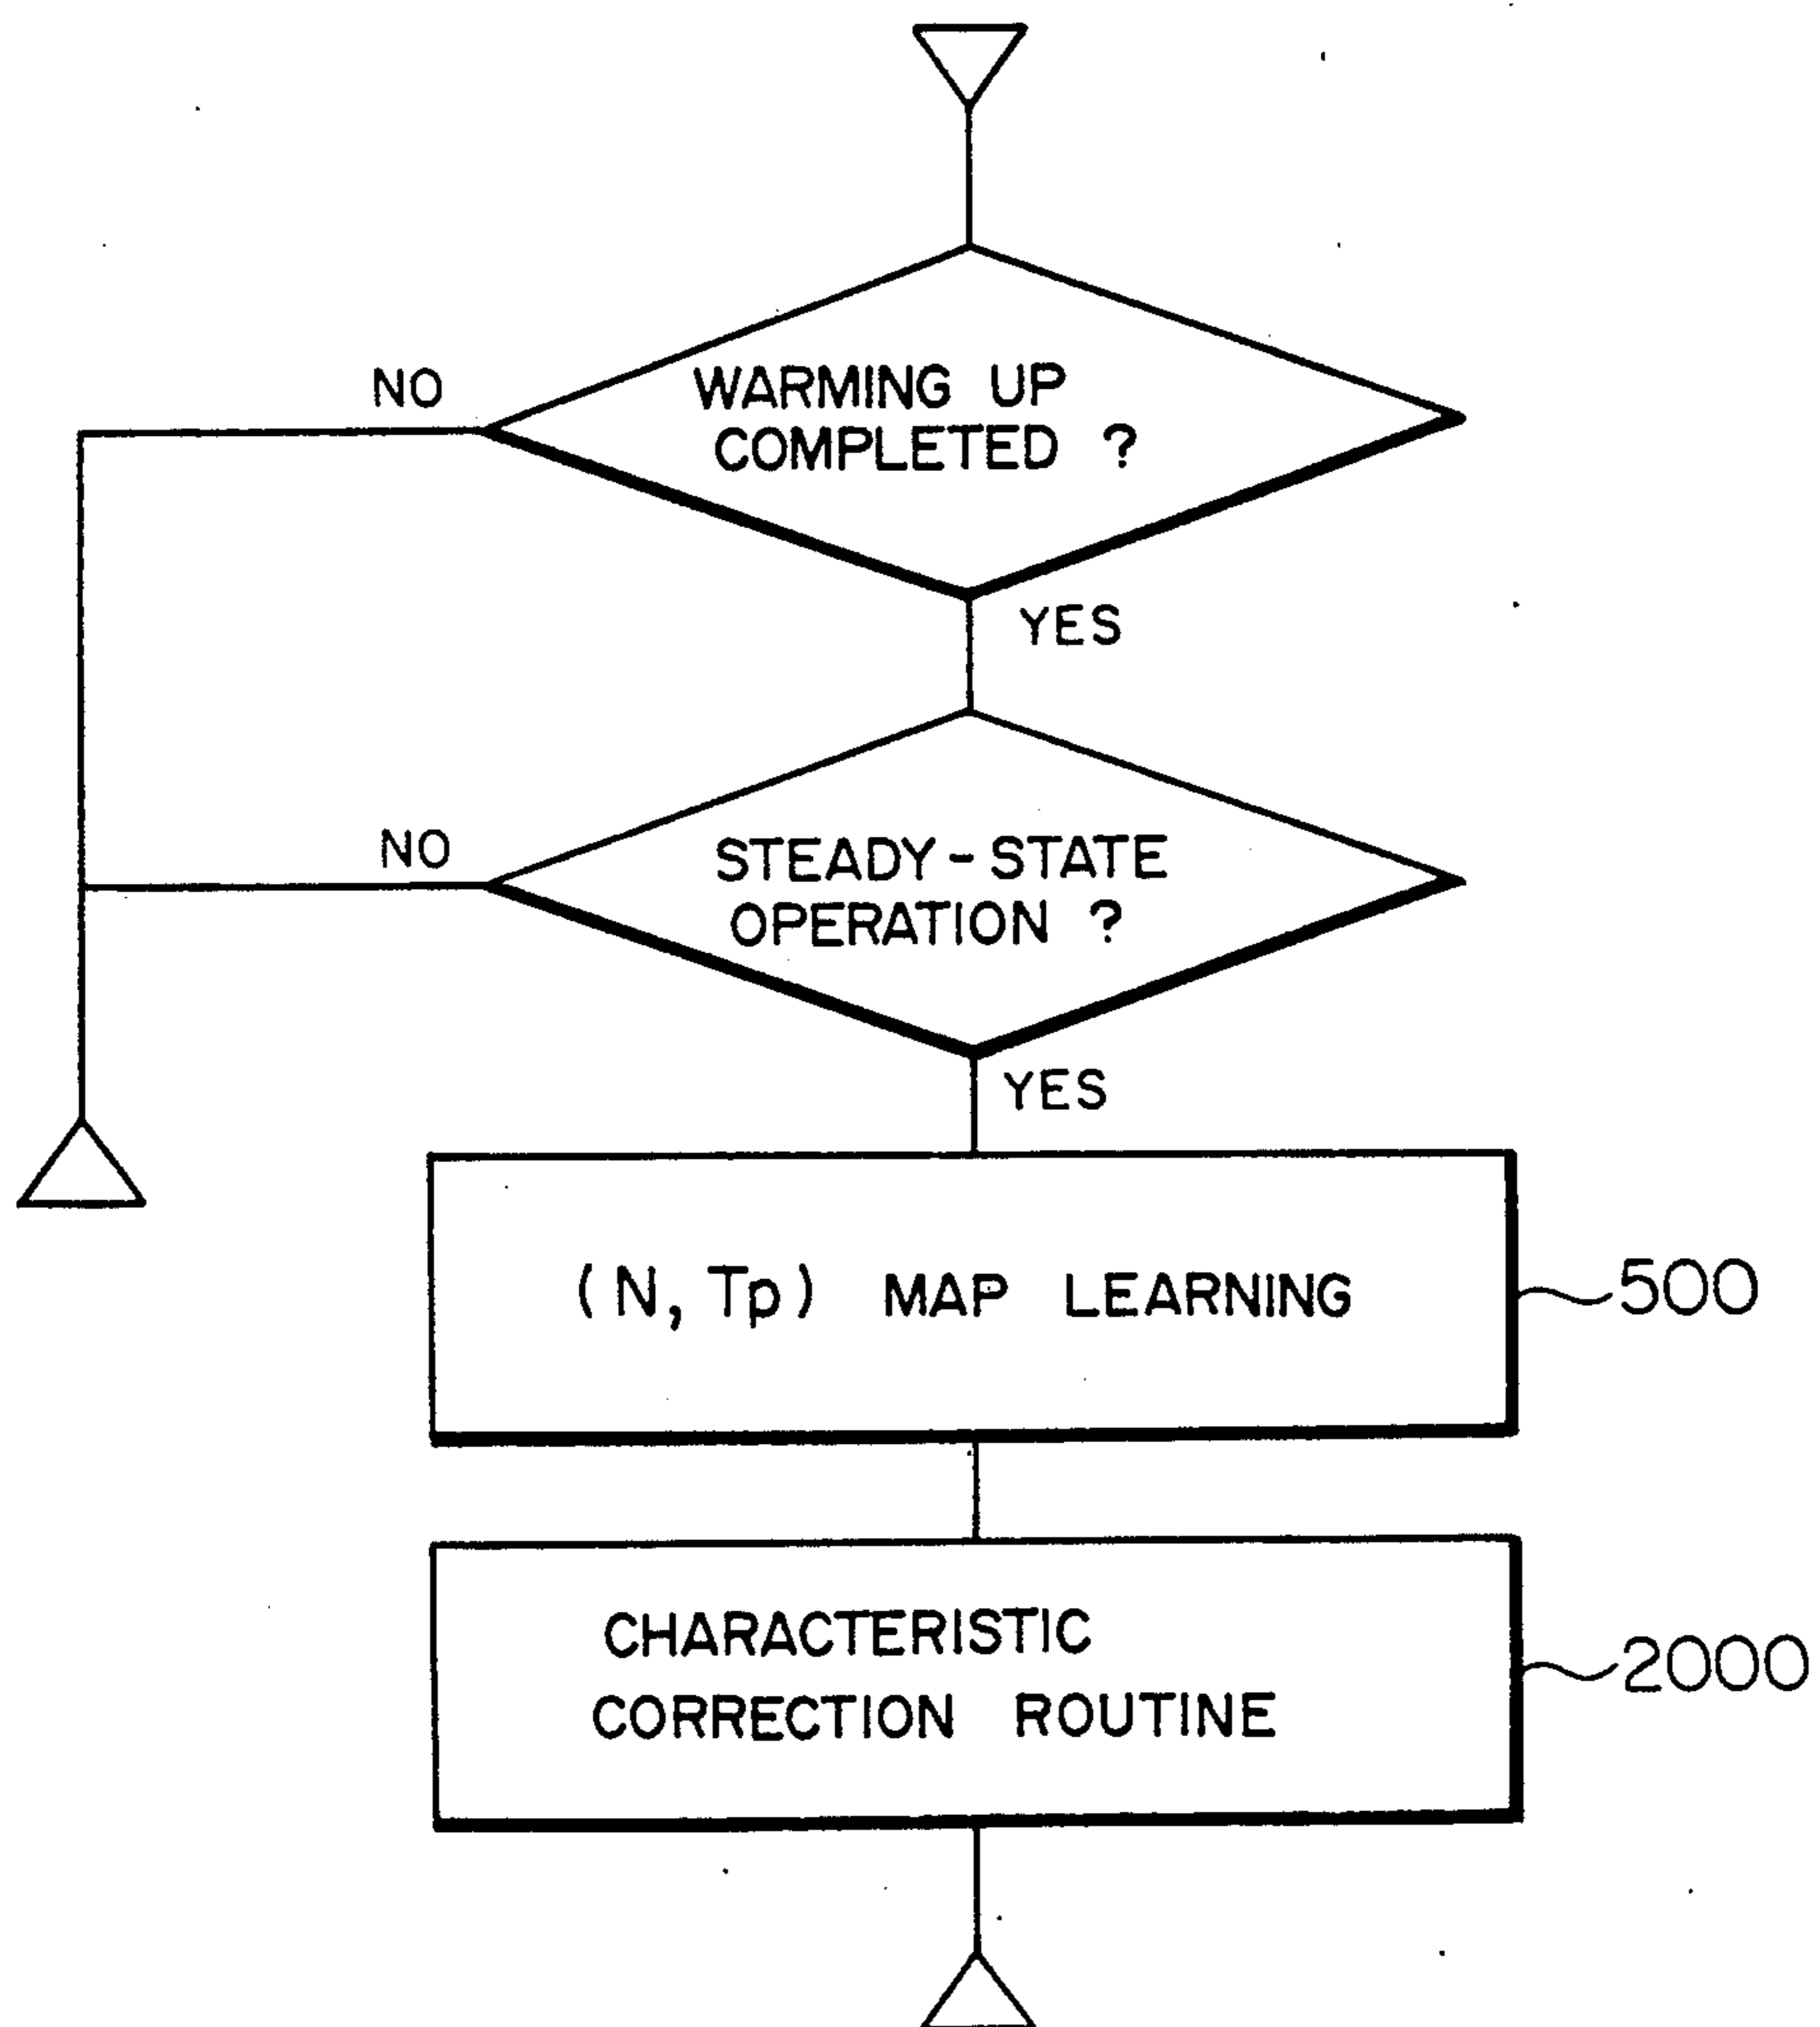 NO
WARMING UP
COMPLETED ?
YES
NO
STEADY-STATE
OPERATION ?
YES
(N, Tp) MAP LEARNING
500
CHARACTERISTIC
CORRECTION ROUTINE
2000